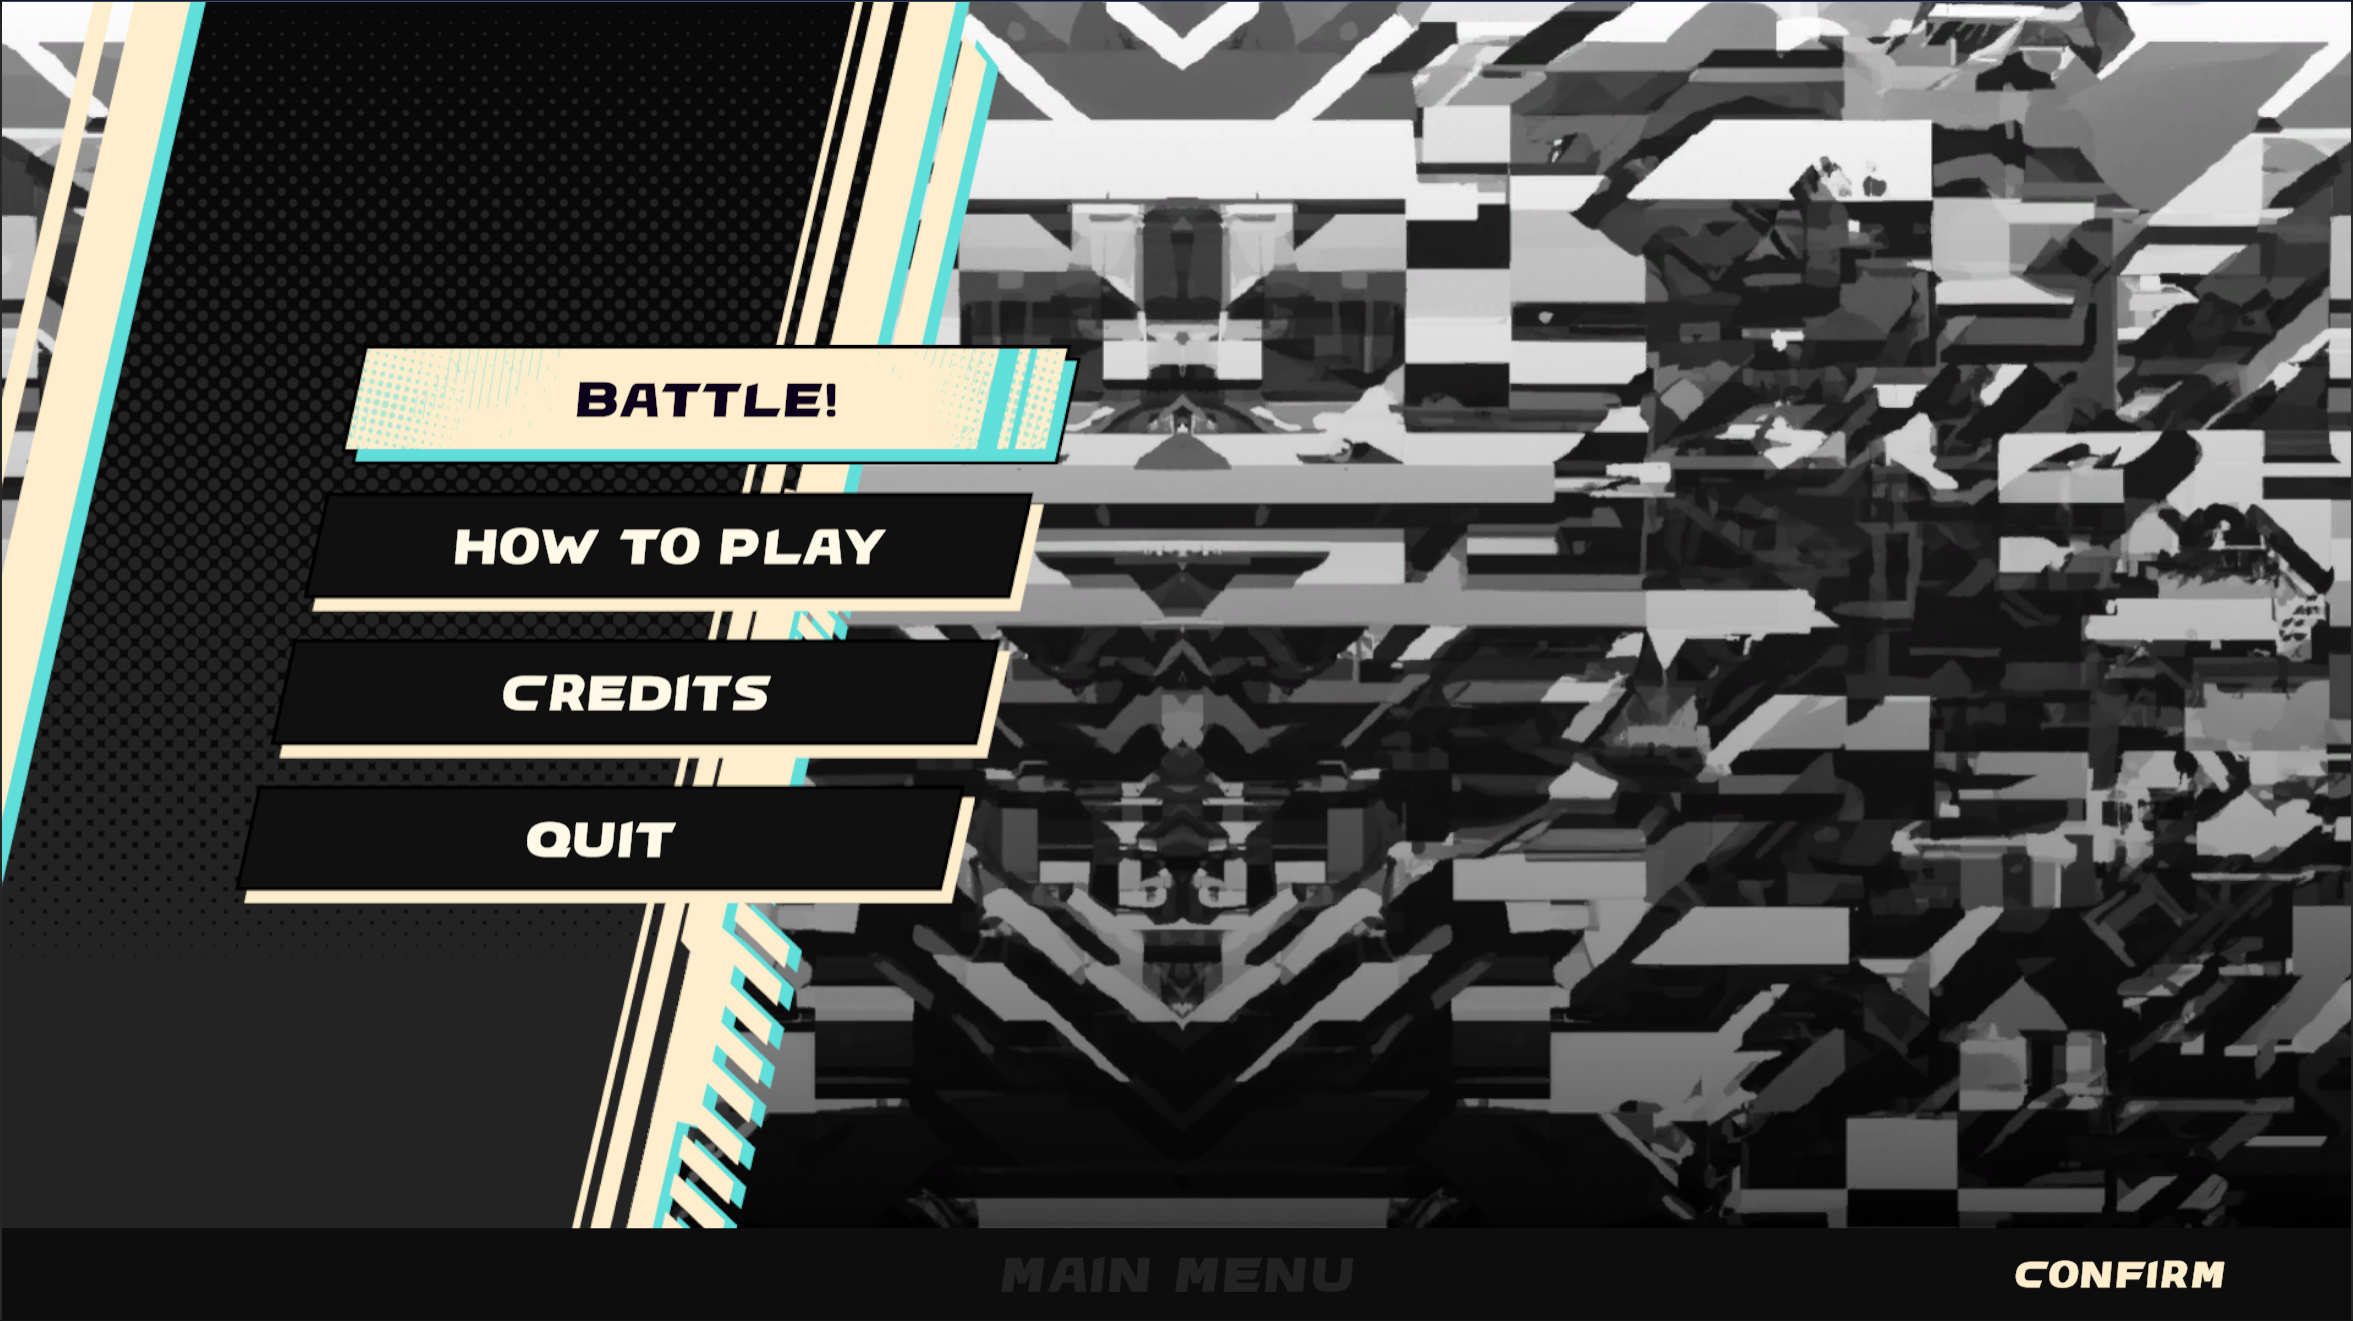 BATTLE!
HOW TO PLAY
CREDITS
QUIT
MAIN MENU
CONFIRM